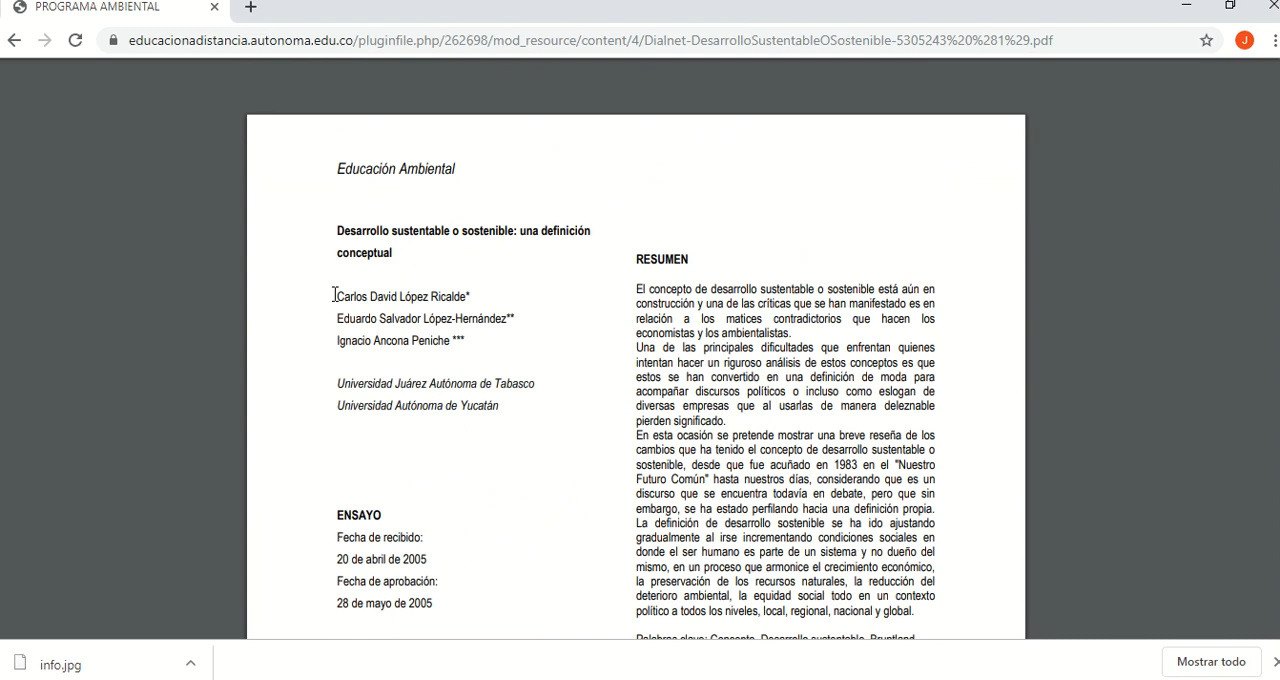 PROGRAMA AMBIENTAL
educacionadistancia.autonoma.edu.co/pluginfile.php/262698/mod_resource/content/4/Dialnet-DesarrolloSustentableOSostenible-5305243%20%281%29.pdf
J
Educación Ambiental
Desarrollo sustentable o sostenible: una definición
conceptual
Carlos David López Ricalde*
Eduardo Salvador López-Hernández**
Ignacio Ancona Peniche ***
Universidad Juárez Autónoma de Tabasco
Universidad Autónoma de Yucatán
ENSAYO
Fecha de recibido:
20 de abril de 2005
Fecha de aprobación:
28 de mayo de 2005
RESUMEN
El concepto de desarrollo sustentable o sostenible está aún en
construcción y una de las críticas que se han manifestado es en
relación a los matices contradictorios que hacen los
economistas y los ambientalistas.
Una de las principales dificultades que enfrentan quienes
intentan hacer un riguroso análisis de estos conceptos es que
estos se han convertido en una definición de moda para
acompañar discursos políticos o incluso como eslogan de
diversas empresas que al usarlas de manera deleznable
pierden significado.
En esta ocasión se pretende mostrar una breve reseña de los
cambios que ha tenido el concepto de desarrollo sustentable o
sostenible, desde que fue acuñado en 1983 en el "Nuestro
Futuro Común" hasta nuestros días, considerando que es un
discurso que se encuentra todavía en debate, pero que sin
embargo, se ha estado perfilando hacia una definición propia.
La definición de desarrollo sostenible se ha ido ajustando
gradualmente al irse incrementando condiciones sociales en
donde el ser humano es parte de un sistema y no dueño del
mismo, en un proceso que armonice el crecimiento económico,
la preservación de los recursos naturales, la reducción del
deterioro ambiental, la equidad social todo en un contexto
político a todos los niveles, local, regional, nacional y global.
Palabras clave: Concepto, Desarrollo sustentable, Bruntland
info.jpg
Mostrar todo